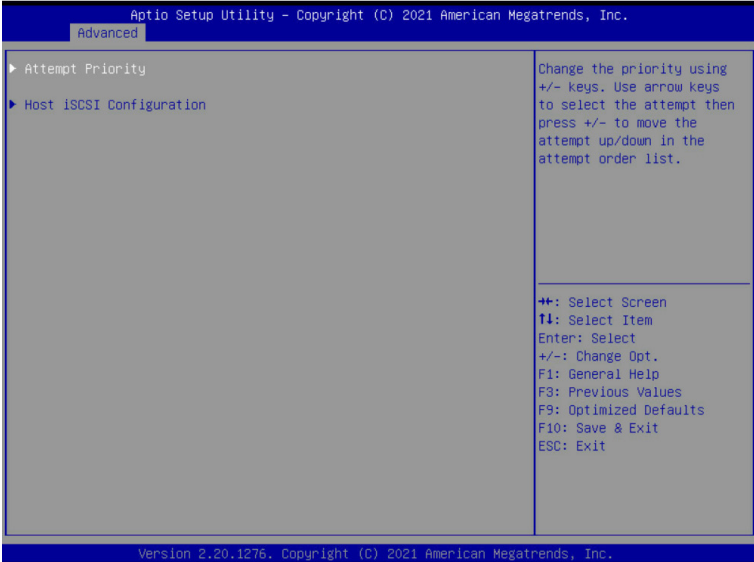 Aptio Setup Utility – Copyright (C) 2021 American Megatrends, Inc.
Advanced
▶ Attempt Priority
▶ Host iSCSI Configuration
Change the priority using
+/- keys. Use arrow keys
to select the attempt then
press +/- to move the
attempt up/down in the
attempt order list.
→←: Select Screen
↑↓: Select Item
Enter: Select
+/-: Change Opt.
F1: General Help
F3: Previous Values
F9: Optimized Defaults
F10: Save & Exit
ESC: Exit
Version 2.20.1276. Copyright (C) 2021 American Megatrends, Inc.